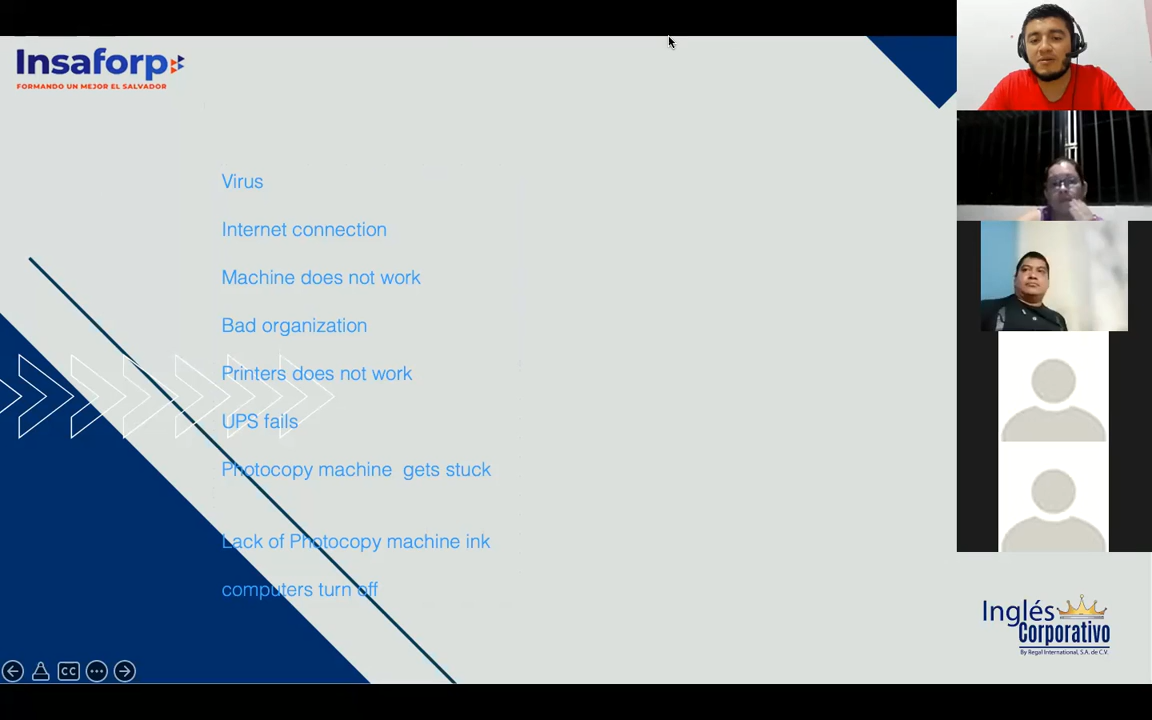 Insaforp
FORMANDO UN MEJOR EL SALVADOR
Virus
Internet connection
Machine does not work
Bad organization
Printers does not work
UPS fails
Photocopy machine  gets stuck
Lack of Photocopy machine ink
computers turn off
CC
Inglés
Corporativo
By Regal International, S.A. de C.V.